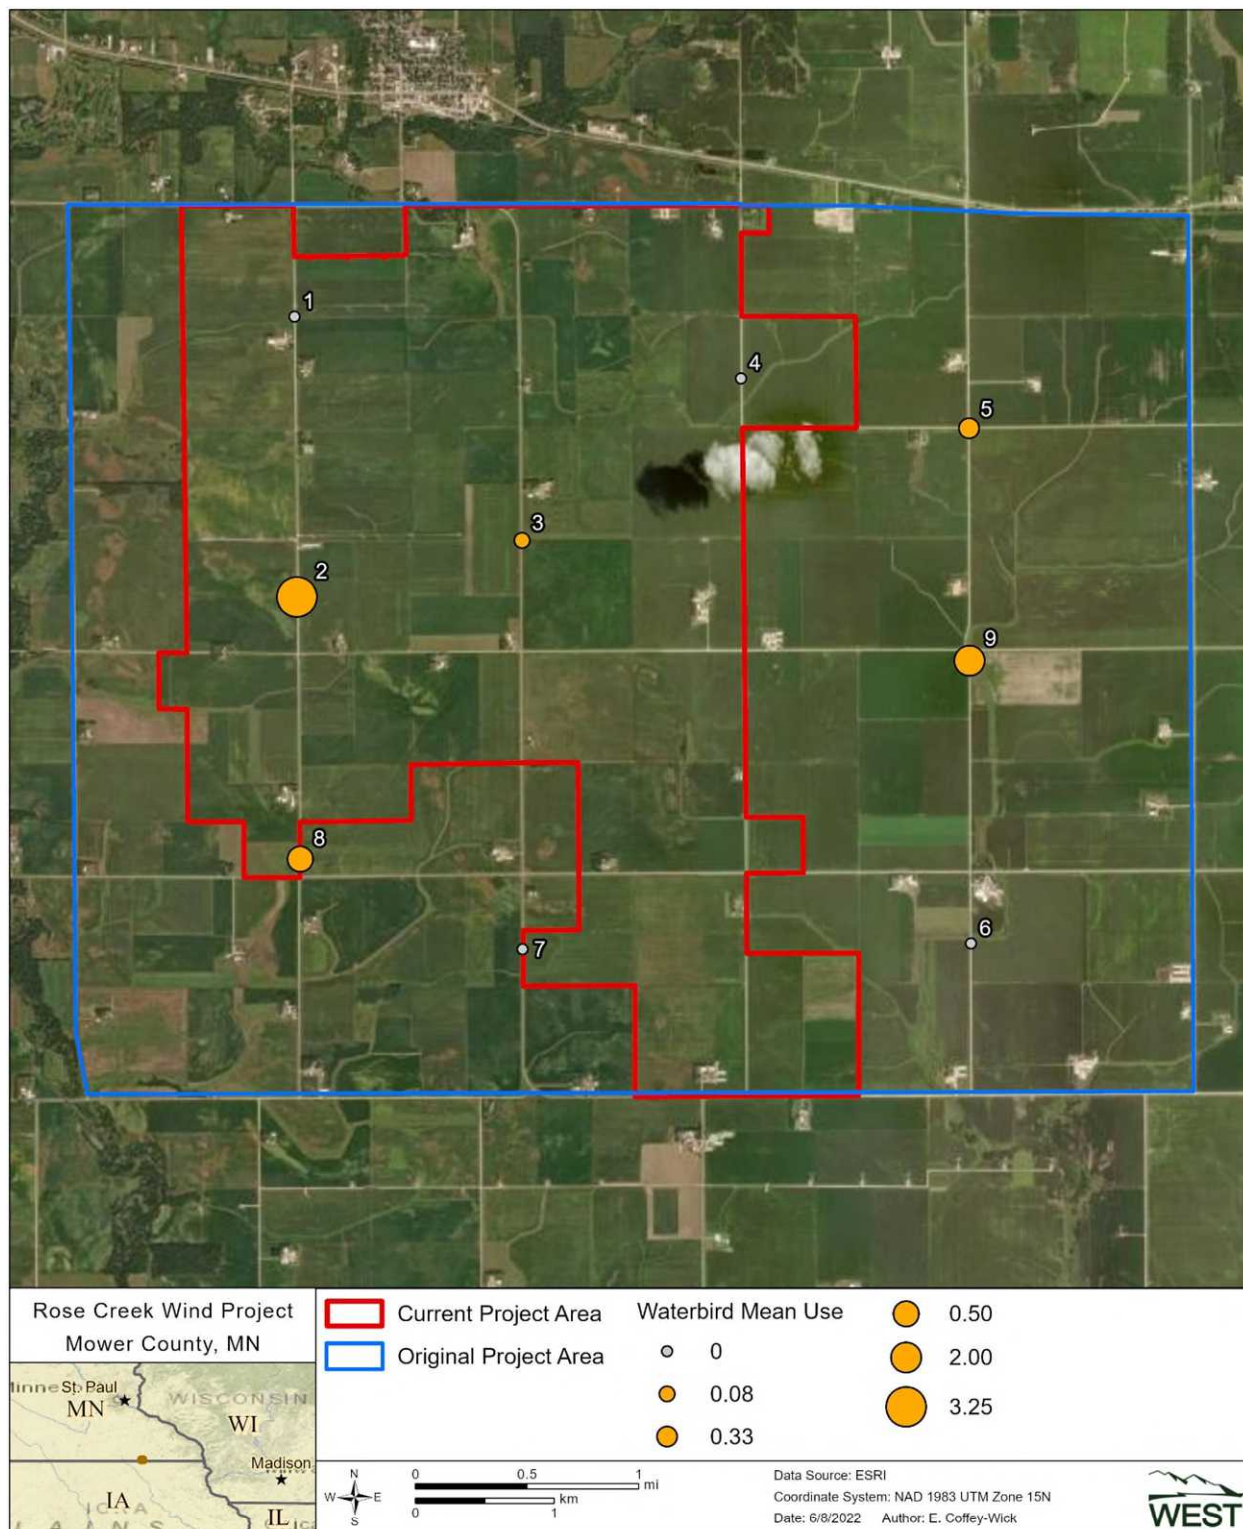 1
4
5
3
2
9
8
7
6
Rose Creek Wind Project
Mower County, MN
Current Project Area
Original Project Area
Waterbird Mean Use
0
0.08
0.33
0.50
2.00
3.25
St. Paul
MN
WISCONSIN
WI
Madison
IA
IL
N
W E
S
0 0.5 1
mi
km
0 1
Data Source: ESRI
Coordinate System: NAD 1983 UTM Zone 15N
Date: 6/8/2022 Author: E. Coffey-Wick
WEST